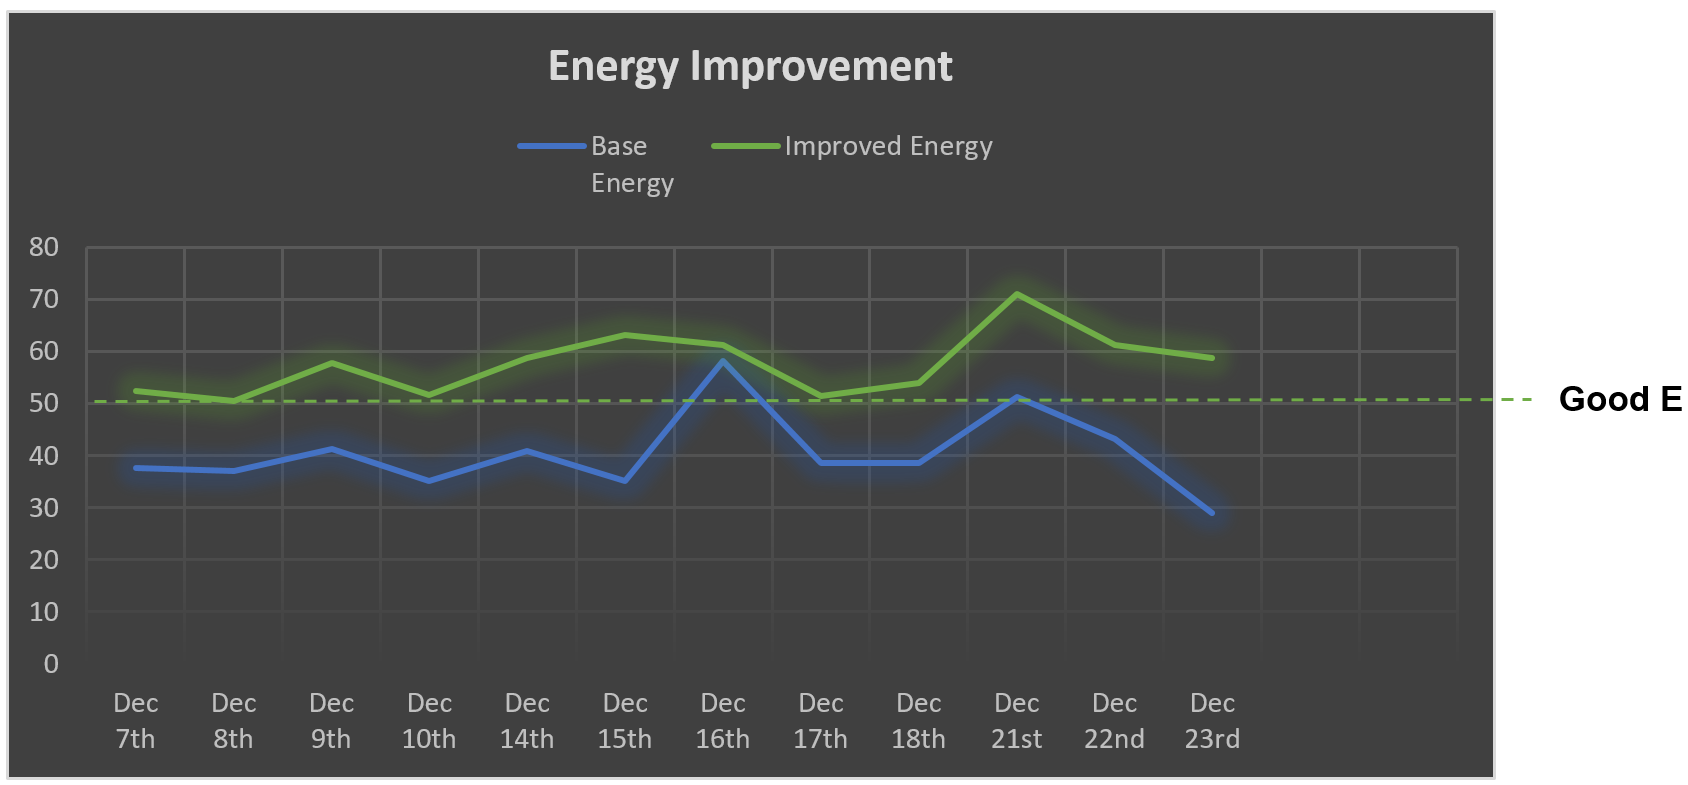 Energy Improvement
Base
Energy
Improved Energy
80
70
60
50
40
30
20
10
0
Good E
Dec Dec Dec Dec Dec Dec Dec Dec Dec Dec Dec Dec
7th 8th 9th 10th 14th 15th 16th 17th 18th 21st 22nd 23rd